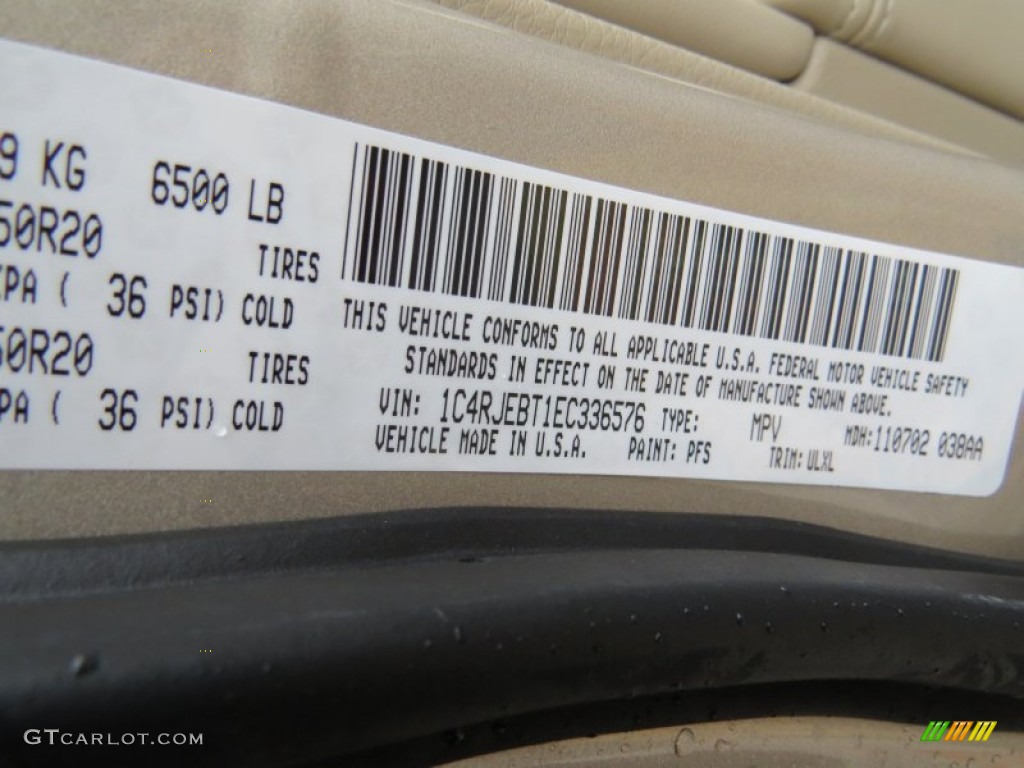 9 KG 6500 LB
50R20 TIRES
KPA ( 36 PSI) COLD
50R20 TIRES
PA ( 36 PSI) COLD
THIS VEHICLE CONFORMS TO ALL APPLICABLE U.S.A. FEDERAL MOTOR VEHICLE SAFETY
STANDARDS IN EFFECT ON THE DATE OF MANUFACTURE SHOWN ABOVE.
VIN: 1C4RJEBT1EC336576 TYPE: MPV MDH:110702 038AA
VEHICLE MADE IN U.S.A. PAINT: PFS TRIM: ULXL
GTCARLOT.COM